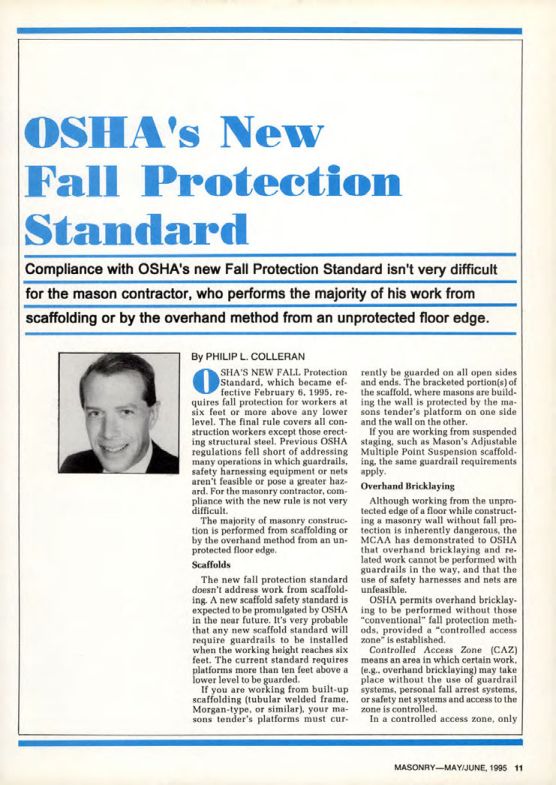 OSHA's New
Fall Protection
Standard
Compliance with OSHA's new Fall Protection Standard isn't very difficult
for the mason contractor, who performs the majority of his work from
scaffolding or by the overhand method from an unprotected floor edge.
By PHILIP L. COLLERAN
OSHA'S NEW FALL Protection
Standard, which became ef-
fective February 6, 1995, re-
quires fall protection for workers at
six feet or more above any lower
level. The final rule covers all con-
struction workers except those erect-
ing structural steel. Previous OSHA
regulations fell short of addressing
many operations in which guardrails,
safety harnessing equipment or nets
aren't feasible or pose a greater haz-
ard. For the masonry contractor, com-
pliance with the new rule is not very
difficult.
The majority of masonry construc-
tion is performed from scaffolding or
by the overhand method from an un-
protected floor edge.
Scaffolds
The new fall protection standard
doesn't address work from scaffold-
ing. A new scaffold safety standard is
expected to be promulgated by OSHA
in the near future. It's very probable
that any new scaffold standard will
require guardrails to be installed
when the working height reaches six
feet. The current standard requires
platforms more than ten feet above a
lower level to be guarded.
If you are working from built-up
scaffolding (tubular welded frame,
Morgan-type, or similar), your ma-
sons tender's platforms must cur-
rently be guarded on all open sides
and ends. The bracketed portion(s) of
the scaffold, where masons are build-
ing the wall is protected by the ma-
sons tender's platform on one side
and the wall on the other.
If you are working from suspended
staging, such as Mason's Adjustable
Multiple Point Suspension scaffold-
ing, the same guardrail requirements
apply.
Overhand Bricklaying
Although working from the unpro-
tected edge of a floor while construct-
ing a masonry wall without fall pro-
tection is inherently dangerous, the
MCAA has demonstrated to OSHA
that overhand bricklaying and re-
lated work cannot be performed with
guardrails in the way, and that the
use of safety harnesses and nets are
unfeasible.
OSHA permits overhand bricklay-
ing to be performed without those
"conventional" fall protection meth-
ods, provided a "controlled access
zone" is established.
Controlled Access Zone (CAZ)
means an area in which certain work,
(e.g., overhand bricklaying) may take
place without the use of guardrail
systems, personal fall arrest systems,
or safety net systems and access to the
zone is controlled.
In a controlled access zone, only
MASONRY—MAY/JUNE, 1995 11